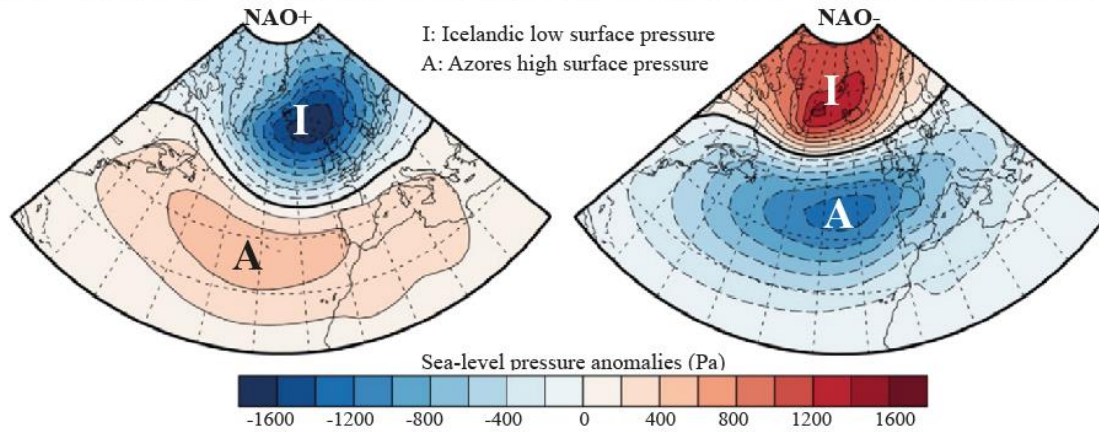 NAO+
NAO-
I: Icelandic low surface pressure
A: Azores high surface pressure
I
I
A
A
Sea-level pressure anomalies (Pa)
-1600 -1200 -800 -400 0 400 800 1200 1600